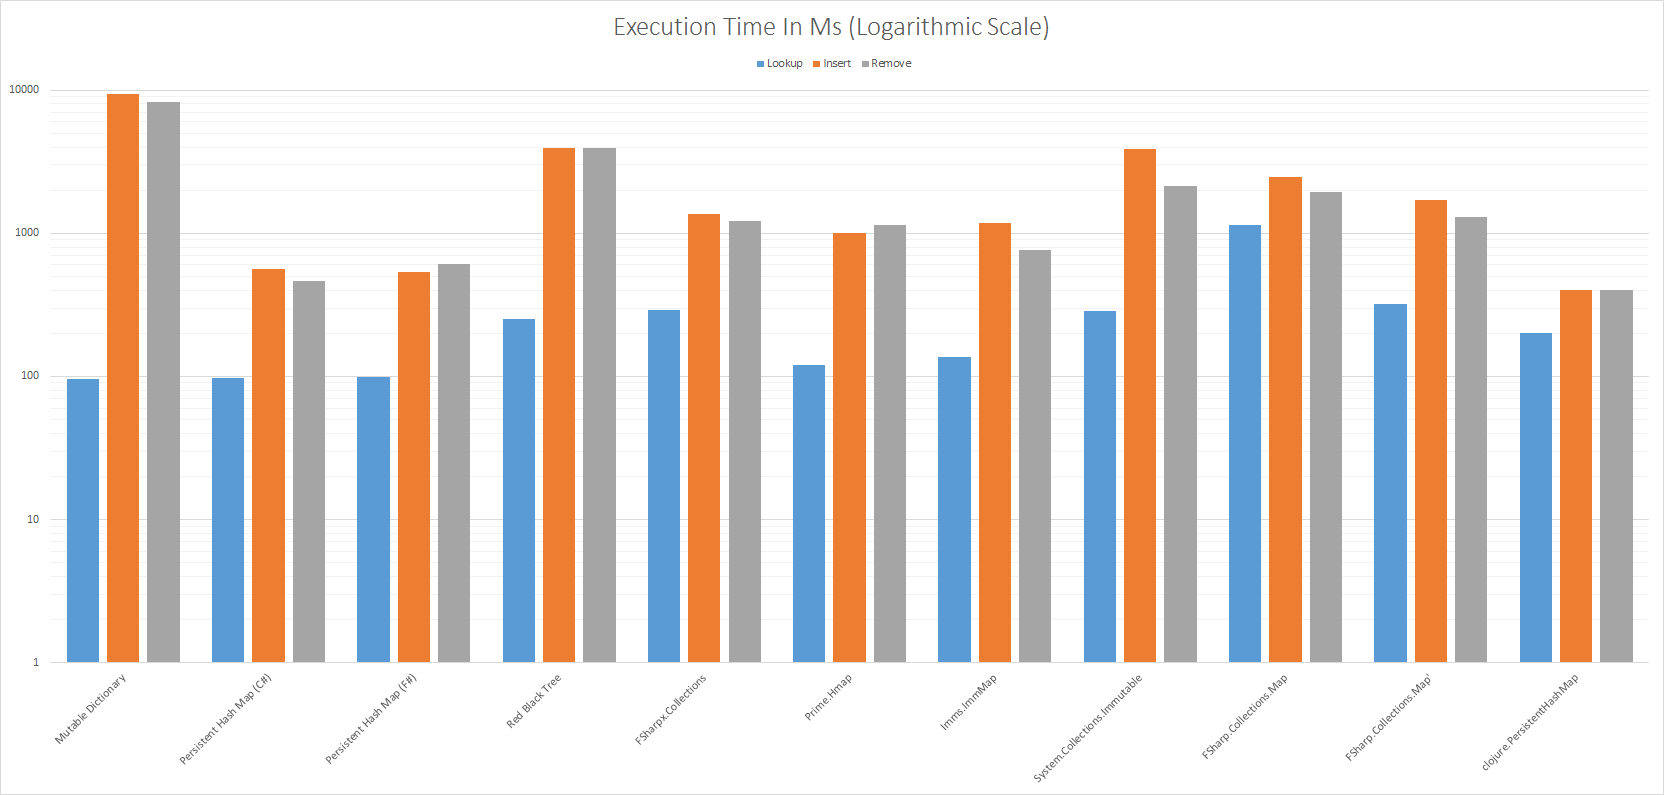 Execution Time In Ms (Logarithmic Scale)
Lookup Insert Remove
10000
1000
100
10
1
Mutable Dictionary
Persistent Hash Map (C#)
Persistent Hash Map (F#)
Red Black Tree
FSharpx.Collections
Prime.Hmap
Imms.ImmMap
System.Collections.Immutable
FSharp.Collections.Map
FSharp.Collections.Map'
clojure.PersistentHashMap